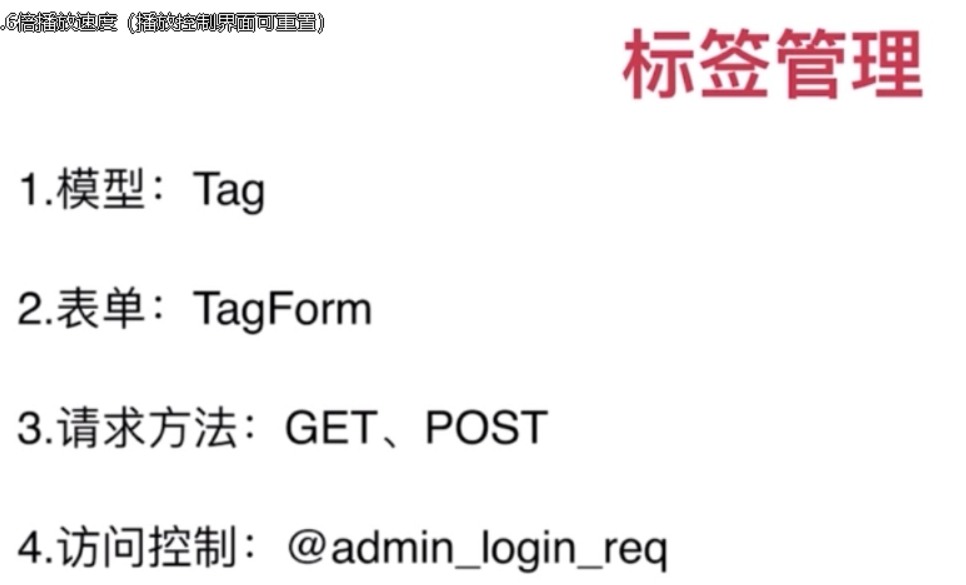 .6倍播放速度（播放控制界面可重置）
标签管理
1.模型：Tag
2.表单：TagForm
3.请求方法：GET、POST
4.访问控制：@admin_login_req